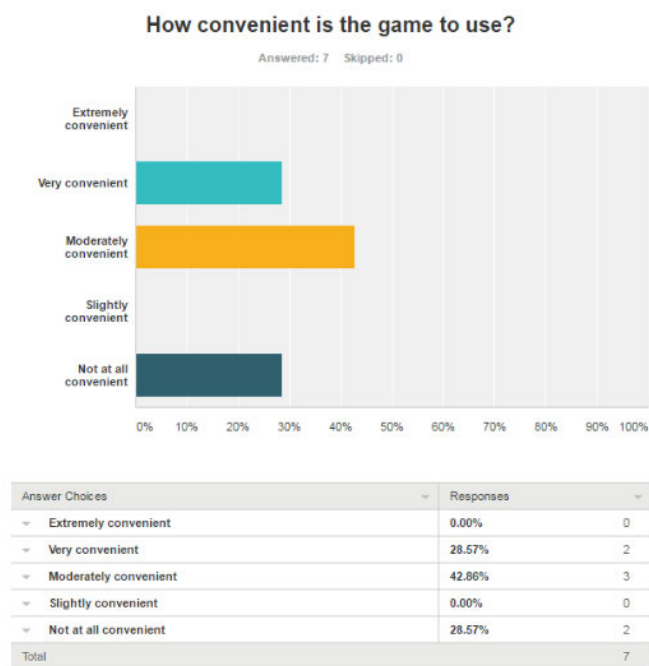 How convenient is the game to use?
Answered: 7 Skipped: 0
Extremely
convenient
Very convenient
Moderately
convenient
Slightly
convenient
Not at all
convenient
0% 10% 20% 30% 40% 50% 60% 70% 80% 90% 100%
Answer Choices Responses
Extremely convenient 0.00% 0
Very convenient 28.57% 2
Moderately convenient 42.86% 3
Slightly convenient 0.00% 0
Not at all convenient 28.57% 2
Total 7